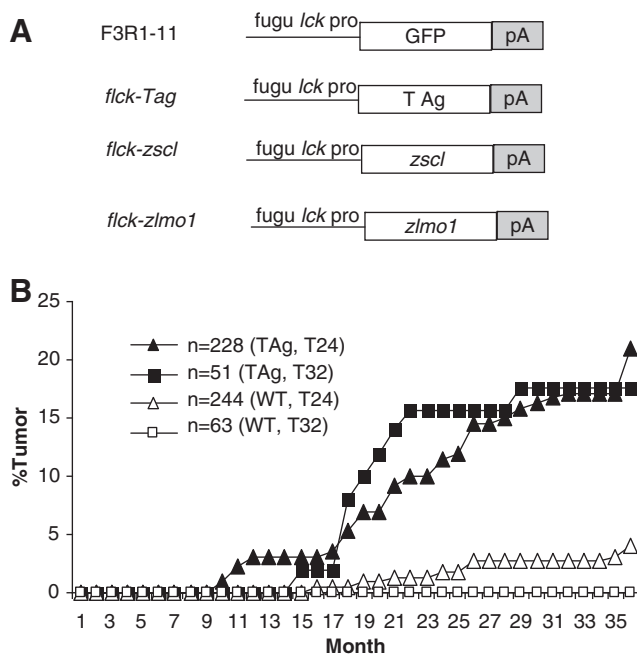 A
F3R1-11 fugu lck pro GFP pA
flck-Tag fugu lck pro T Ag pA
flck-zscl fugu lck pro zscl pA
flck-zlmo1 fugu lck pro zlmo1 pA
B
25
20
15
10
5
0
%Tumor
n=228 (TAg, T24)
n=51 (TAg, T32)
n=244 (WT, T24)
n=63 (WT, T32)
1 3 5 7 9 11 13 15 17 19 21 23 25 27 29 31 33 35
Month